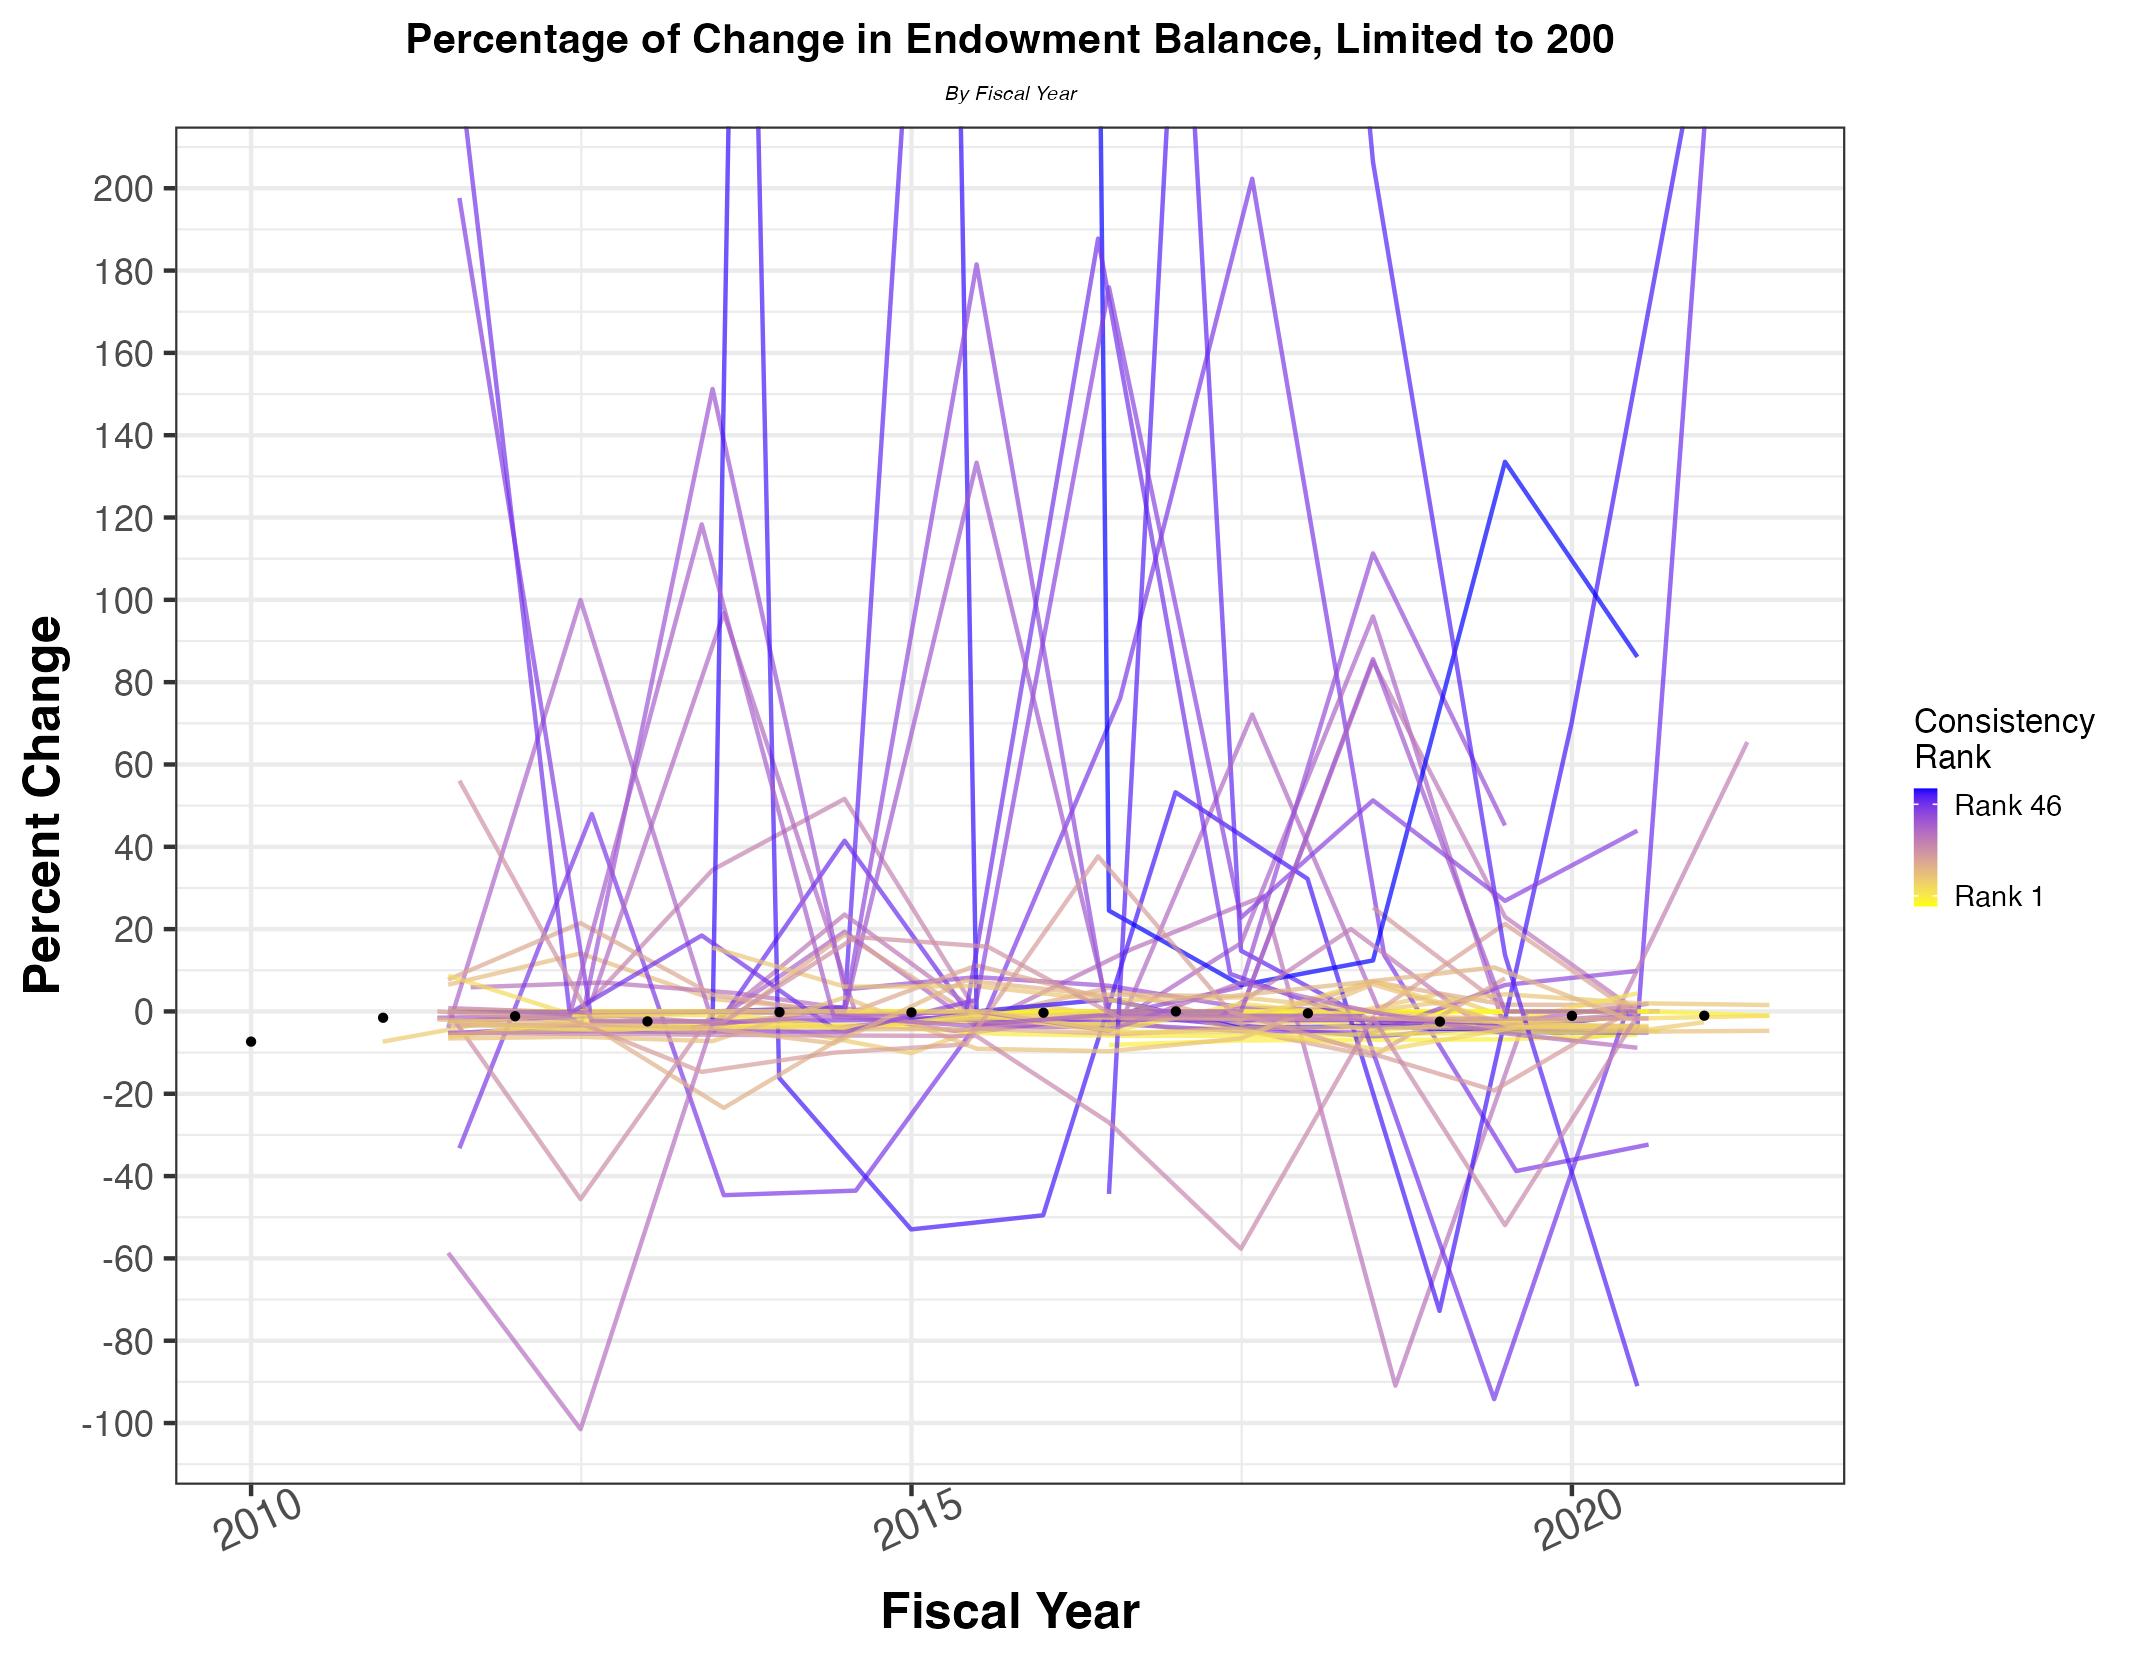 Percentage of Change in Endowment Balance, Limited to 200
By Fiscal Year
Percent Change
200
180
160
140
120
100
80
60
40
20
0
-20
-40
-60
-80
-100
2010
2015
2020
Fiscal Year
Consistency
Rank
Rank 46
Rank 1